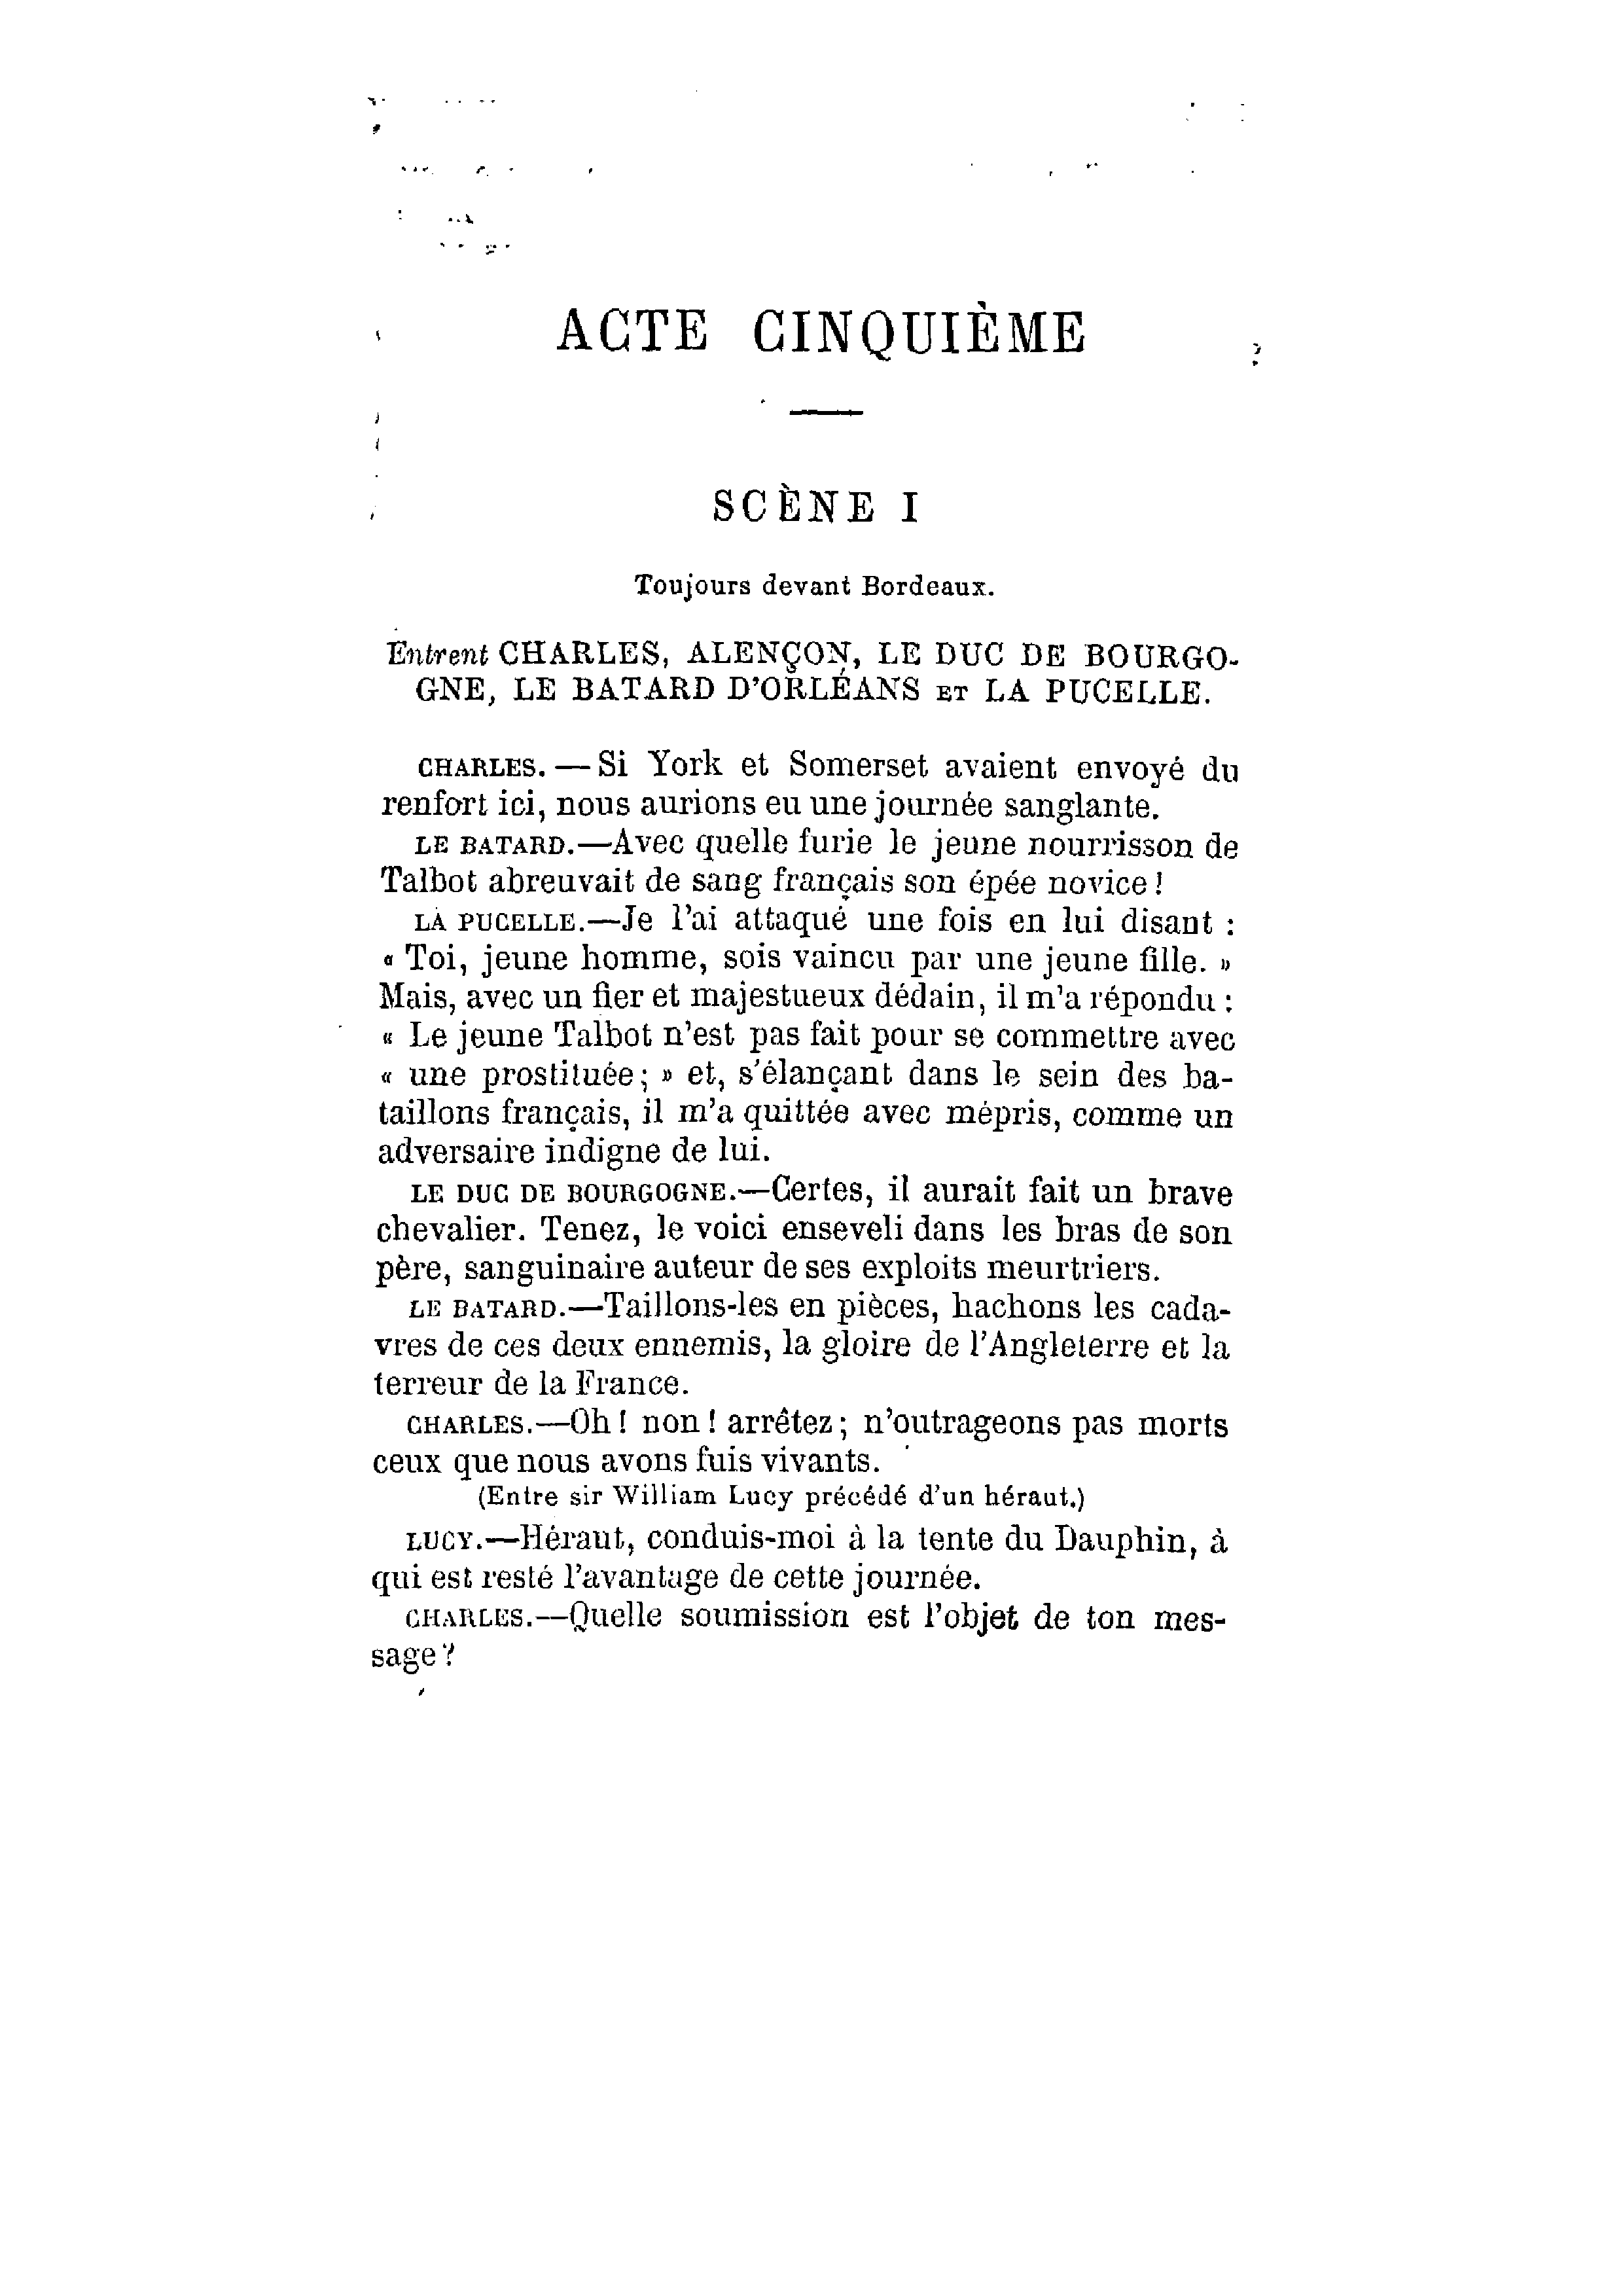 ACTE CINQUIÈME
SCÈNE I
Toujours devant Bordeaux.
Entrent CHARLES, ALENÇON, LE DUC DE BOURGO-
GNE, LE BATARD D'ORLÉANS ET LA PUCELLE.
CHARLES. — Si York et Somerset avaient envoyé du
renfort ici, nous aurions eu une journée sanglante.
LE BATARD.—Avec quelle furie le jeune nourrisson de
Talbot abreuvait de sang français son épée novice !
LA PUCELLE.—Je l'ai attaqué une fois en lui disant :
« Toi, jeune homme, sois vaincu par une jeune fille. »
Mais, avec un fier et majestueux dédain, il m'a répondu :
« Le jeune Talbot n'est pas fait pour se commettre avec
« une prostituée ; » et, s'élançant dans le sein des ba-
taillons français, il m'a quittée avec mépris, comme un
adversaire indigne de lui.
LE DUC DE BOURGOGNE.—Certes, il aurait fait un brave
chevalier. Tenez, le voici enseveli dans les bras de son
père, sanguinaire auteur de ses exploits meurtriers.
LE BATARD.—Taillons-les en pièces, hachons les cada-
vres de ces deux ennemis, la gloire de l'Angleterre et la
terreur de la France.
CHARLES.—Oh ! non ! arrêtez ; n'outrageons pas morts
ceux que nous avons fuis vivants.
(Entre sir William Lucy précédé d'un héraut.)
LUCY.—Héraut, conduis-moi à la tente du Dauphin, à
qui est resté l'avantage de cette journée.
CHARLES.—Quelle soumission est l'objet de ton mes-
sage ?